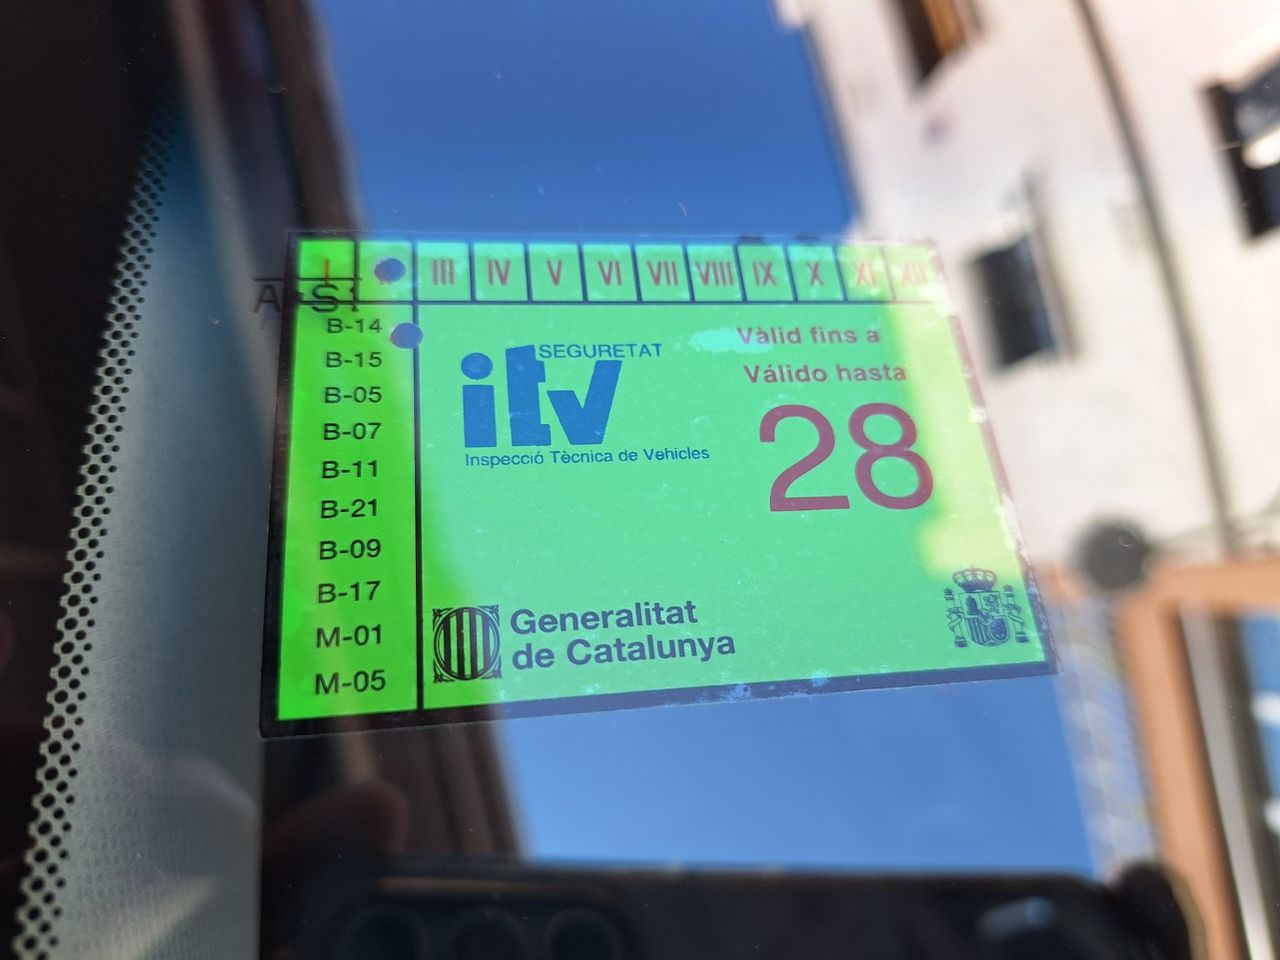 I III IV V VI VII VIII IX X XI XII
B-14
B-15
B-05
B-07
B-11
B-21
B-09
B-17
M-01
M-05
SEGURETAT
itv
Inspecció Tècnica de Vehicles
Vàlid fins a
Válido hasta
28
Generalitat
de Catalunya